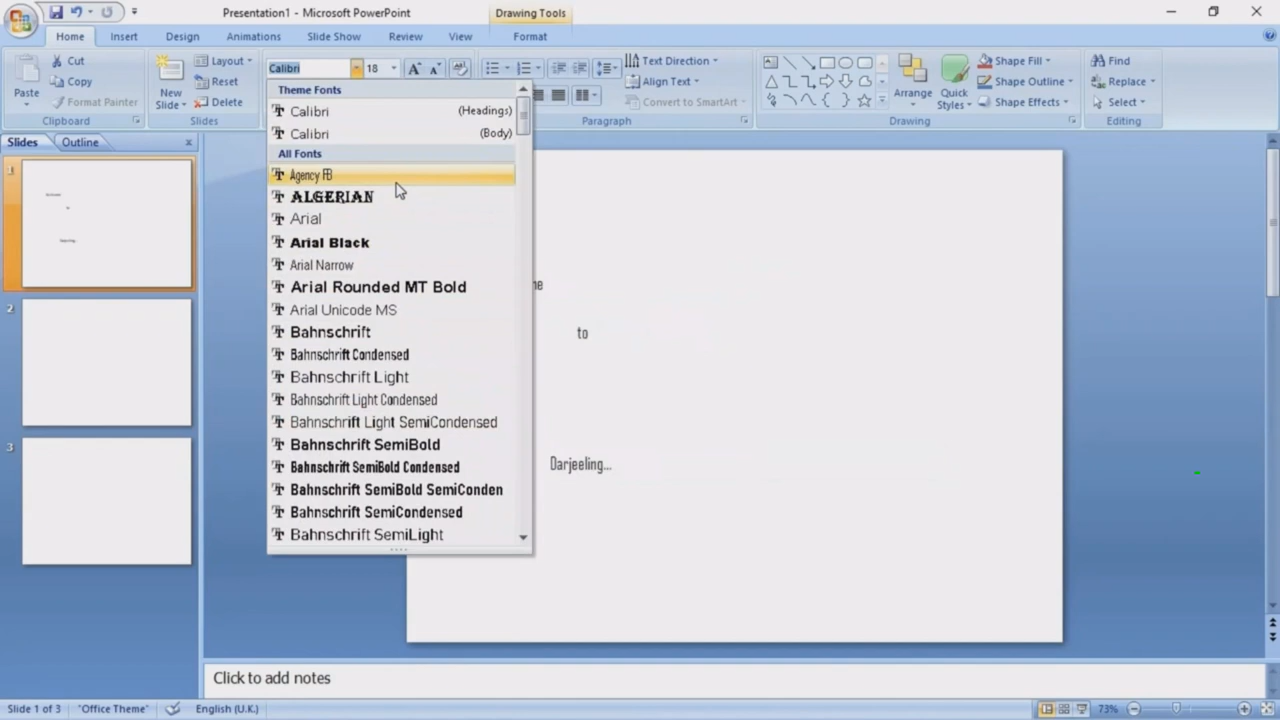 Presentation1 - Microsoft PowerPoint
Drawing Tools
Home Insert Design Animations Slide Show Review View Format
Cut
Copy
Format Painter
Paste
Clipboard
New
Slide
Layout
Reset
Delete
Slides
Calibri 18
Text Direction
Align Text
Convert to SmartArt
Paragraph
Arrange
Quick
Styles
Shape Fill
Shape Outline
Shape Effects
Drawing
Find
Replace
Select
Editing
Slides Outline
Theme Fonts
Calibri (Headings)
Calibri (Body)
All Fonts
Agency FB
ALGERIAN
Arial
Arial Black
Arial Narrow
Arial Rounded MT Bold
Arial Unicode MS
Bahnschrift
Bahnschrift Condensed
Bahnschrift Light
Bahnschrift Light Condensed
Bahnschrift Light SemiCondensed
Bahnschrift SemiBold
Bahnschrift SemiBold Condensed
Bahnschrift SemiBold SemiConden
Bahnschrift SemiCondensed
Bahnschrift SemiLight
1
2
3
to
Darjeeling...
Click to add notes
Slide 1 of 3 "Office Theme" English (U.K.) 73%